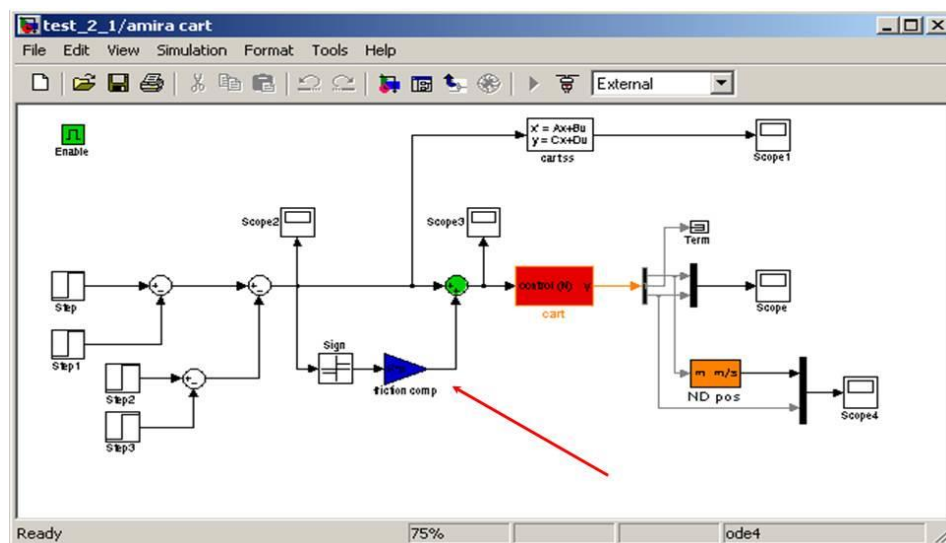 test_2_1/amira cart
File Edit View Simulation Format Tools Help
External
Enable
x' = Ax+Bu
y = Cx+Du
cartss
Scope1
Scope2
Scope3
Term
Step
control (N) y
cart
Scope
Step1
Sign
friction comp
m m/s
ND pos
Step2
Scope4
Step3
Ready 75% ode4